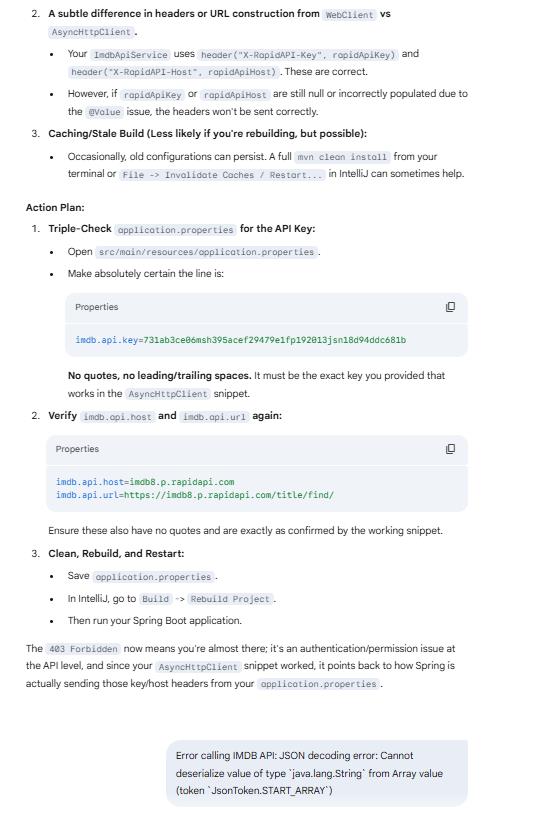 2. A subtle difference in headers or URL construction from WebClient vs
AsyncHttpClient.
• Your ImdbApiService uses header("X-RapidAPI-Key", rapidApiKey) and
header("X-RapidAPI-Host", rapidApiHost). These are correct.
• However, if rapidApiKey or rapidApiHost are still null or incorrectly populated due to
the @Value issue, the headers won't be sent correctly.
3. Caching/Stale Build (Less likely if you're rebuilding, but possible):
• Occasionally, old configurations can persist. A full mvn clean install from your
terminal or File -> Invalidate Caches / Restart... in IntelliJ can sometimes help.
Action Plan:
1. Triple-Check application.properties for the API Key:
• Open src/main/resources/application.properties.
• Make absolutely certain the line is:
Properties
imdb.api.key=731ab3ce06msh395acef29479e1fp192013jsn18d94ddc681b
No quotes, no leading/trailing spaces. It must be the exact key you provided that
works in the AsyncHttpClient snippet.
2. Verify imdb.api.host and imdb.api.url again:
Properties
imdb.api.host=imdb8.p.rapidapi.com
imdb.api.url=https://imdb8.p.rapidapi.com/title/find/
Ensure these also have no quotes and are exactly as confirmed by the working snippet.
3. Clean, Rebuild, and Restart:
• Save application.properties.
• In IntelliJ, go to Build -> Rebuild Project.
• Then run your Spring Boot application.
The 403 Forbidden now means you're almost there; it's an authentication/permission issue at
the API level, and since your AsyncHttpClient snippet worked, it points back to how Spring is
actually sending those key/host headers from your application.properties.
Error calling IMDB API: JSON decoding error: Cannot
deserialize value of type `java.lang.String` from Array value
(token `JsonToken.START_ARRAY`)